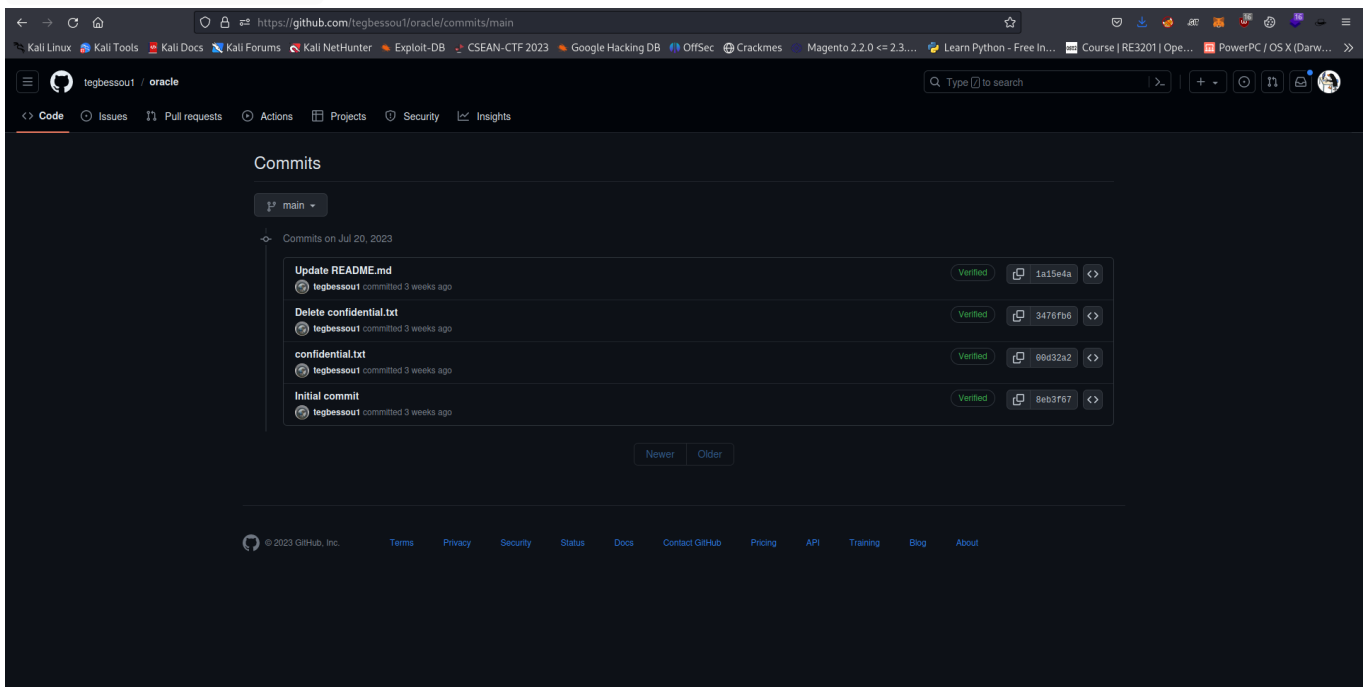 https://github.com/tegbessou1/oracle/commits/main
Kali Linux Kali Tools Kali Docs Kali Forums Kali NetHunter Exploit-DB CSEAN-CTF 2023 Google Hacking DB OffSec Crackmes Magento 2.2.0 <= 2.3.... Learn Python - Free In... Course | RE3201 | Ope... PowerPC / OS X (Darw...
tegbessou1 / oracle
Type / to search
Code Issues Pull requests Actions Projects Security Insights
Commits
main
Commits on Jul 20, 2023
Update README.md
Verified 1a15e4a
tegbessou1 committed 3 weeks ago
Delete confidential.txt
Verified 3476fb6
tegbessou1 committed 3 weeks ago
confidential.txt
Verified 00d32a2
tegbessou1 committed 3 weeks ago
Initial commit
Verified 8eb3f67
tegbessou1 committed 3 weeks ago
Newer Older
© 2023 GitHub, Inc. Terms Privacy Security Status Docs Contact GitHub Pricing API Training Blog About